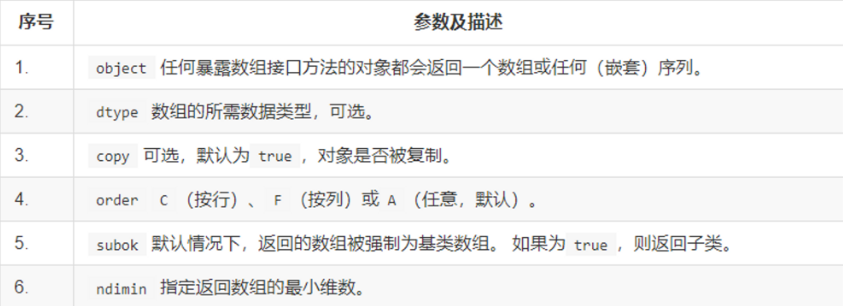 序号 参数及描述
1. object 任何暴露数组接口方法的对象都会返回一个数组或任何（嵌套）序列。
2. dtype 数组的所需数据类型，可选。
3. copy 可选，默认为 true ，对象是否被复制。
4. order C （按行）、 F （按列）或 A （任意，默认）。
5. subok 默认情况下，返回的数组被强制为基类数组。 如果为 true ，则返回子类。
6. ndimin 指定返回数组的最小维数。